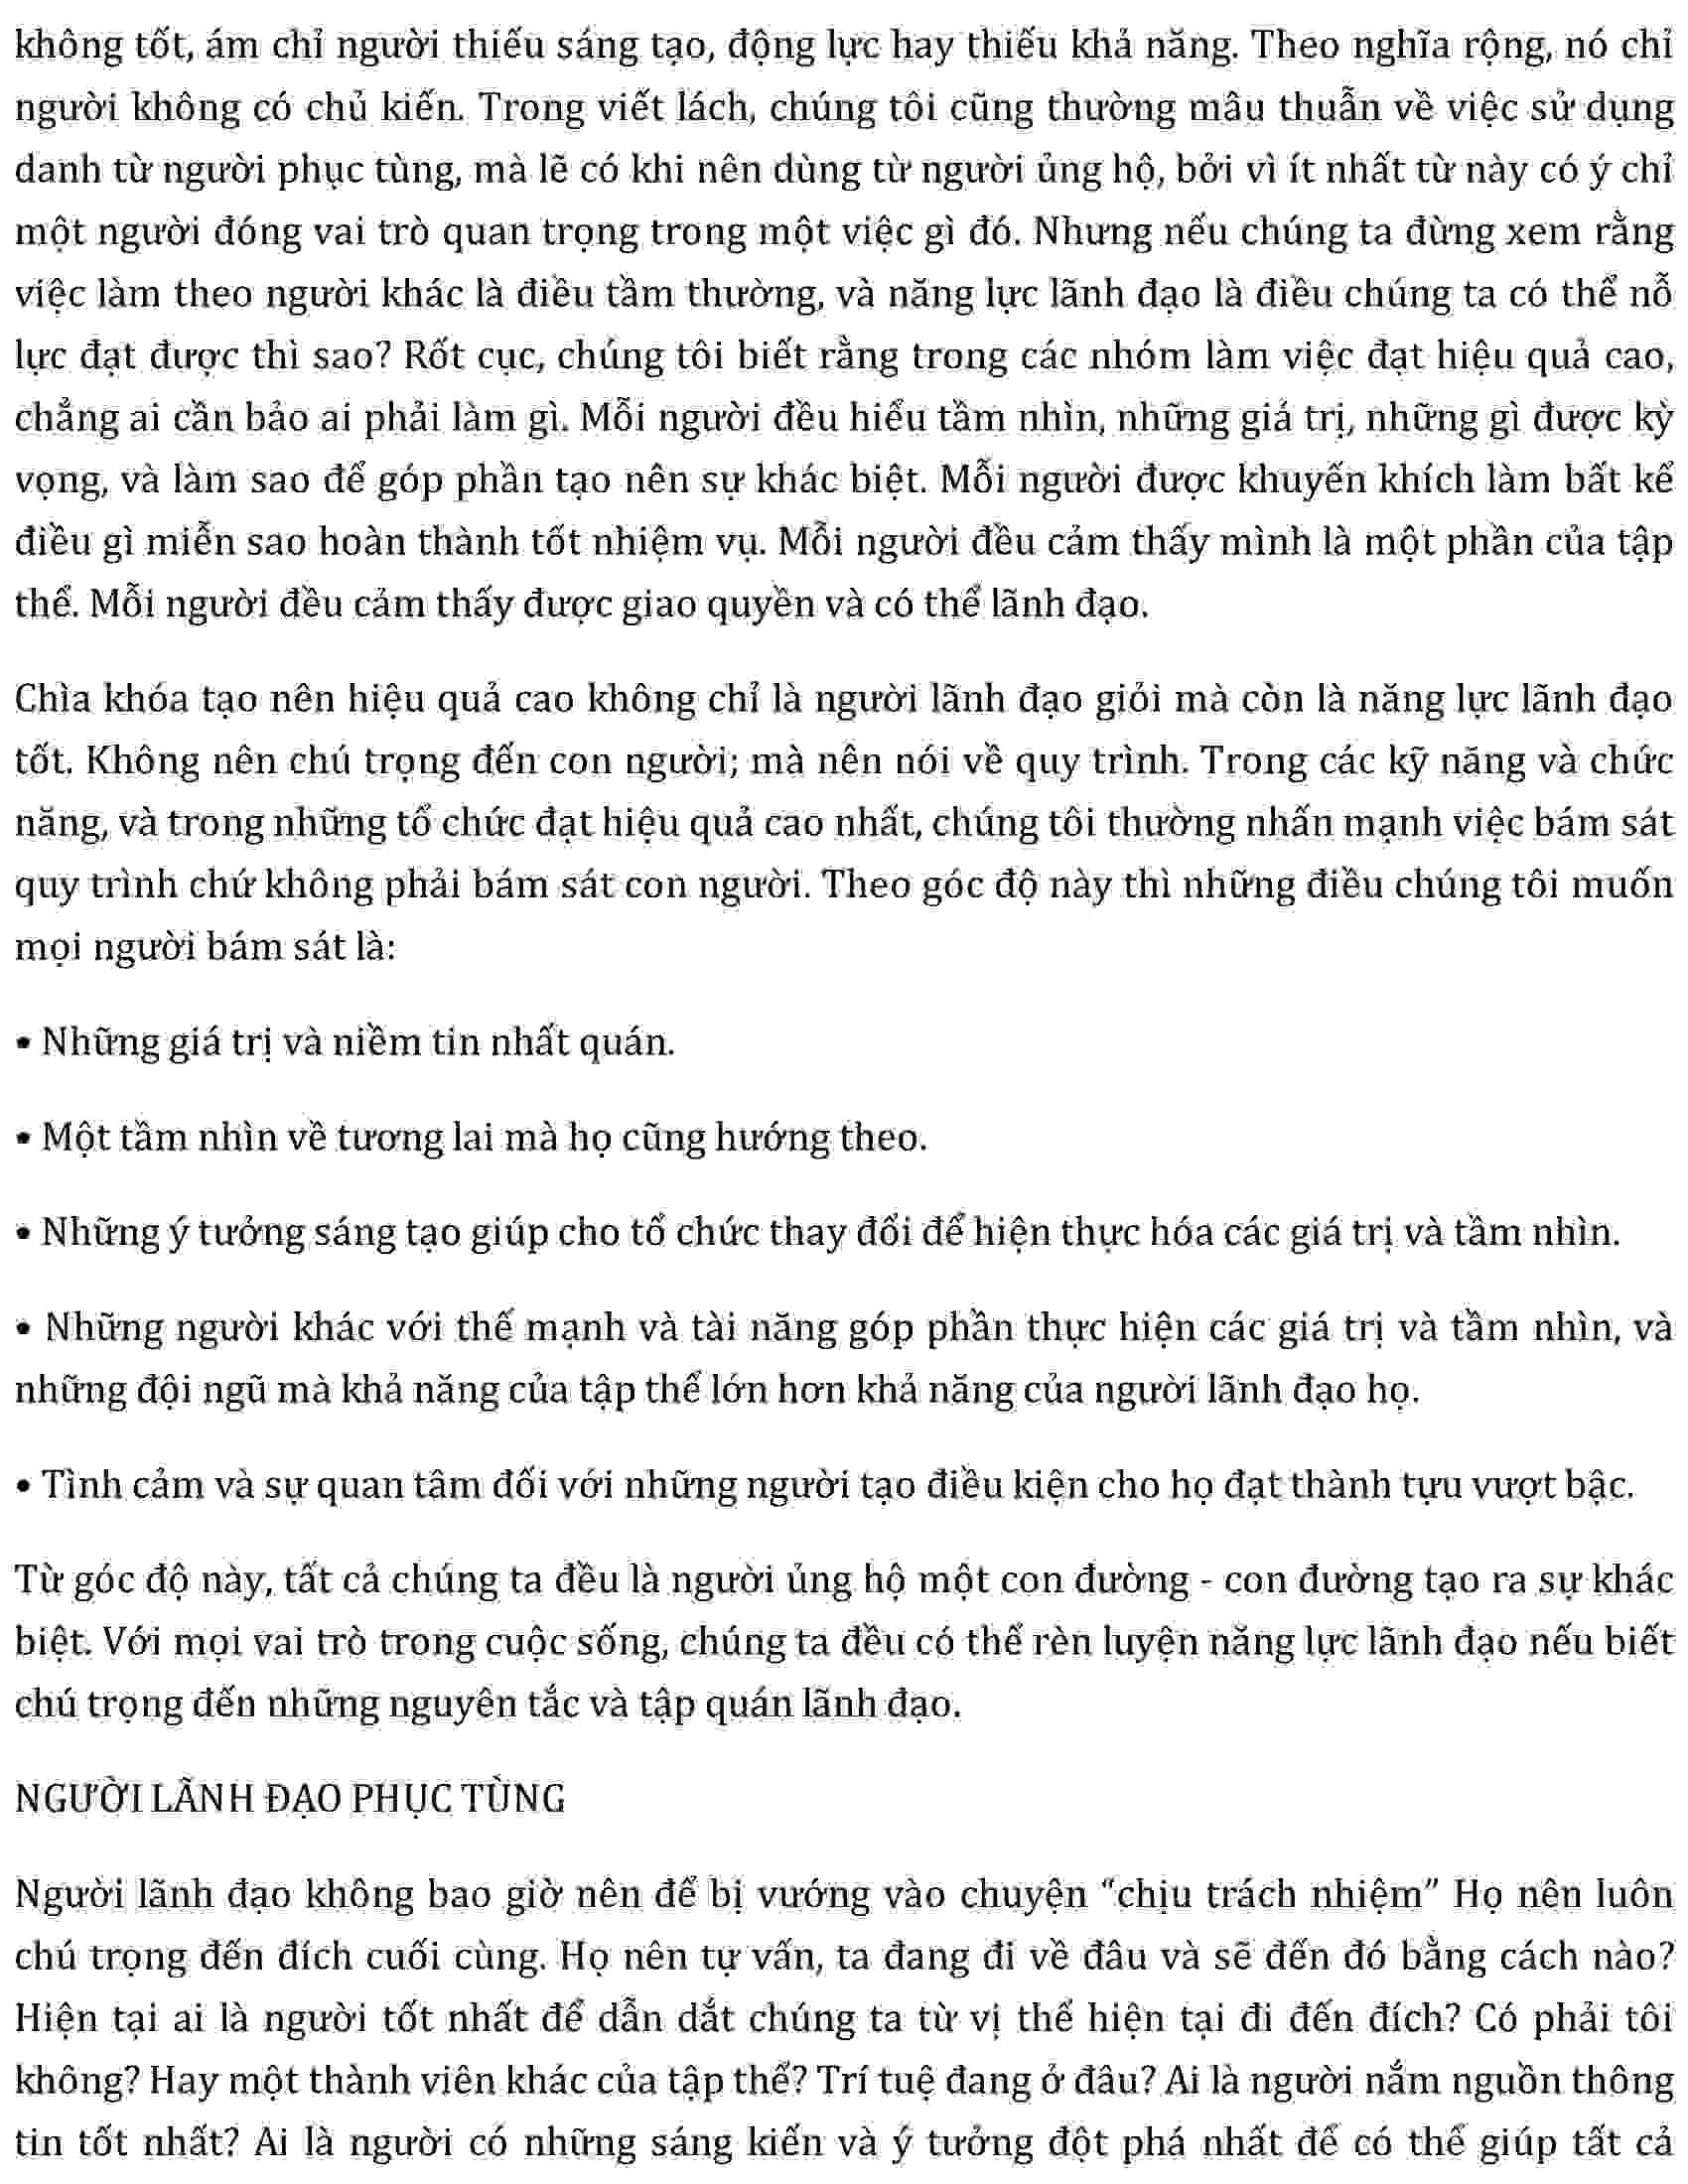 không tốt, ám chỉ người thiếu sáng tạo, động lực hay thiếu khả năng. Theo nghĩa rộng, nó chỉ
người không có chủ kiến. Trong viết lách, chúng tôi cũng thường mâu thuẫn về việc sử dụng
danh từ người phục tùng, mà lẽ có khi nên dùng từ người ủng hộ, bởi vì ít nhất từ này có ý chỉ
một người đóng vai trò quan trọng trong một việc gì đó. Nhưng nếu chúng ta đừng xem rằng
việc làm theo người khác là điều tầm thường, và năng lực lãnh đạo là điều chúng ta có thể nỗ
lực đạt được thì sao? Rốt cục, chúng tôi biết rằng trong các nhóm làm việc đạt hiệu quả cao,
chẳng ai cần bảo ai phải làm gì. Mỗi người đều hiểu tầm nhìn, những giá trị, những gì được kỳ
vọng, và làm sao để góp phần tạo nên sự khác biệt. Mỗi người được khuyến khích làm bất kể
điều gì miễn sao hoàn thành tốt nhiệm vụ. Mỗi người đều cảm thấy mình là một phần của tập
thể. Mỗi người đều cảm thấy được giao quyền và có thể lãnh đạo.
Chìa khóa tạo nên hiệu quả cao không chỉ là người lãnh đạo giỏi mà còn là năng lực lãnh đạo
tốt. Không nên chú trọng đến con người; mà nên nói về quy trình. Trong các kỹ năng và chức
năng, và trong những tổ chức đạt hiệu quả cao nhất, chúng tôi thường nhấn mạnh việc bám sát
quy trình chứ không phải bám sát con người. Theo góc độ này thì những điều chúng tôi muốn
mọi người bám sát là:
• Những giá trị và niềm tin nhất quán.
• Một tầm nhìn về tương lai mà họ cũng hướng theo.
• Những ý tưởng sáng tạo giúp cho tổ chức thay đổi để hiện thực hóa các giá trị và tầm nhìn.
• Những người khác với thế mạnh và tài năng góp phần thực hiện các giá trị và tầm nhìn, và
những đội ngũ mà khả năng của tập thể lớn hơn khả năng của người lãnh đạo họ.
• Tình cảm và sự quan tâm đối với những người tạo điều kiện cho họ đạt thành tựu vượt bậc.
Từ góc độ này, tất cả chúng ta đều là người ủng hộ một con đường - con đường tạo ra sự khác
biệt. Với mọi vai trò trong cuộc sống, chúng ta đều có thể rèn luyện năng lực lãnh đạo nếu biết
chú trọng đến những nguyên tắc và tập quán lãnh đạo.
NGƯỜI LÃNH ĐẠO PHỤC TÙNG
Người lãnh đạo không bao giờ nên để bị vướng vào chuyện “chịu trách nhiệm” Họ nên luôn
chú trọng đến đích cuối cùng. Họ nên tự vấn, ta đang đi về đâu và sẽ đến đó bằng cách nào?
Hiện tại ai là người tốt nhất để dẫn dắt chúng ta từ vị thế hiện tại đi đến đích? Có phải tôi
không? Hay một thành viên khác của tập thể? Trí tuệ đang ở đâu? Ai là người nắm nguồn thông
tin tốt nhất? Ai là người có những sáng kiến và ý tưởng đột phá nhất để có thể giúp tất cả